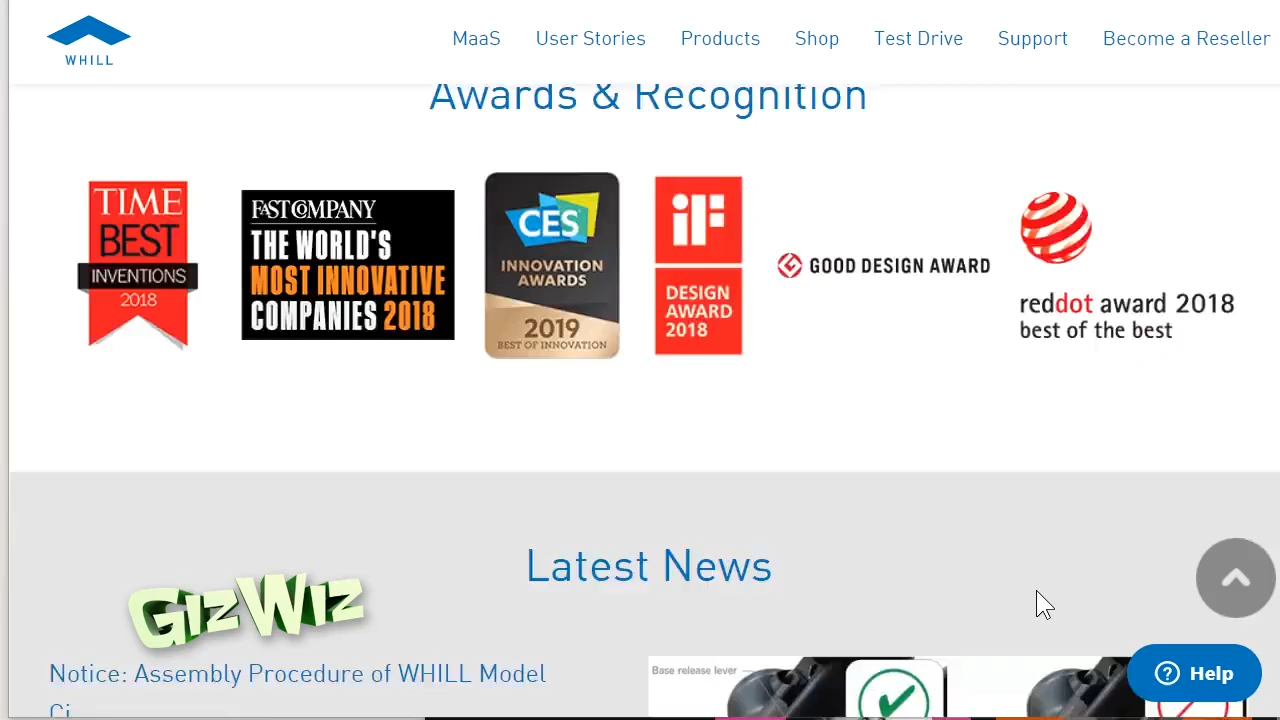 WHILL
MaaS User Stories Products Shop Test Drive Support Become a Reseller
Awards & Recognition
TIME
BEST
INVENTIONS
2018
FAST COMPANY
THE WORLD'S
MOST INNOVATIVE
COMPANIES 2018
CES
INNOVATION
AWARDS
2019
BEST OF INNOVATION
iF
DESIGN
AWARD
2018
GOOD DESIGN AWARD
reddot award 2018
best of the best
Latest News
GIZWIZ
Notice: Assembly Procedure of WHILL Model
Ci
Base release lever
Help